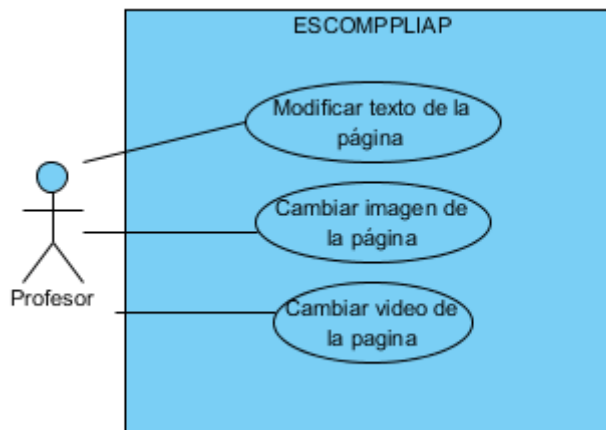 ESCOMPPLIAP
Modificar texto de la
página
Cambiar imagen de
la página
Profesor
Cambiar video de
la pagina